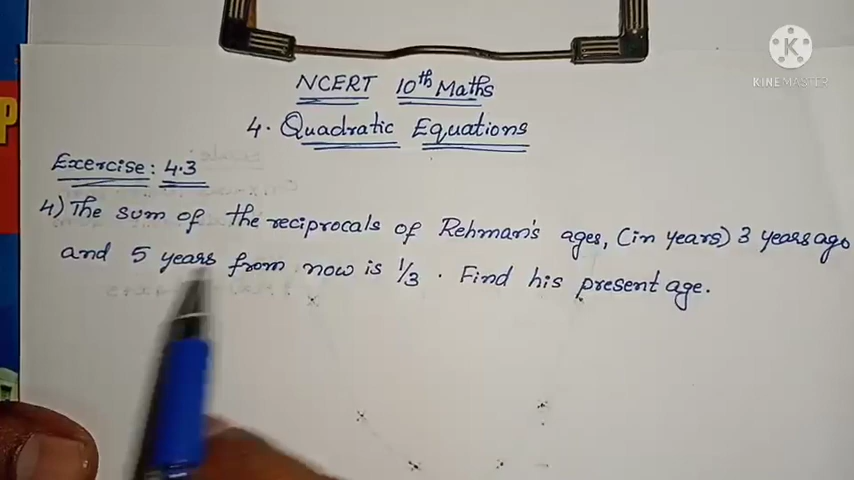 KINEMASTER
NCERT 10th Maths
4. Quadratic Equations
Exercise: 4.3
4) The sum of the reciprocals of Rehman's ages, (in years) 3 years ago
and 5 years from now is 1/3. Find his present age.